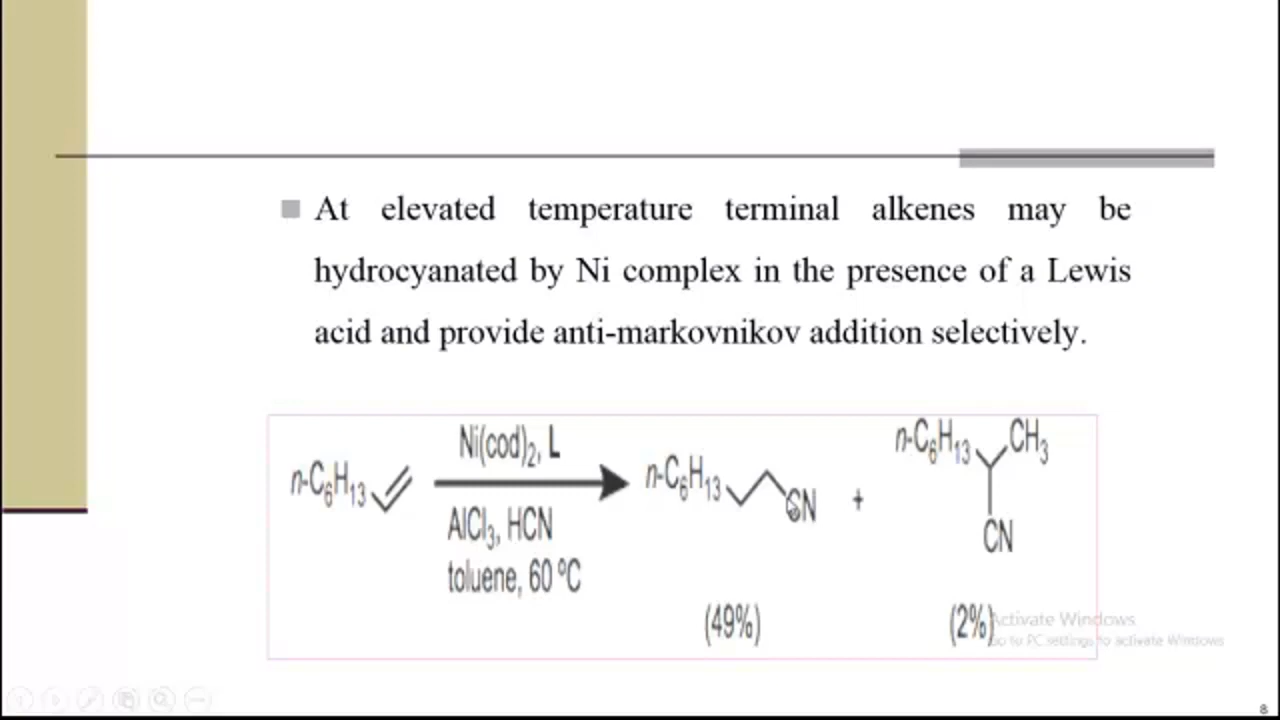 At elevated temperature terminal alkenes may be
hydrocyanated by Ni complex in the presence of a Lewis
acid and provide anti-markovnikov addition selectively.
n-C6H13
Ni(cod)2, L
AlCl3, HCN
toluene, 60 ºC
n-C6H13
CN
+
n-C6H13
CH3
CN
(49%)
(2%)
Activate Windows
Go to PC settings to activate Windows
8